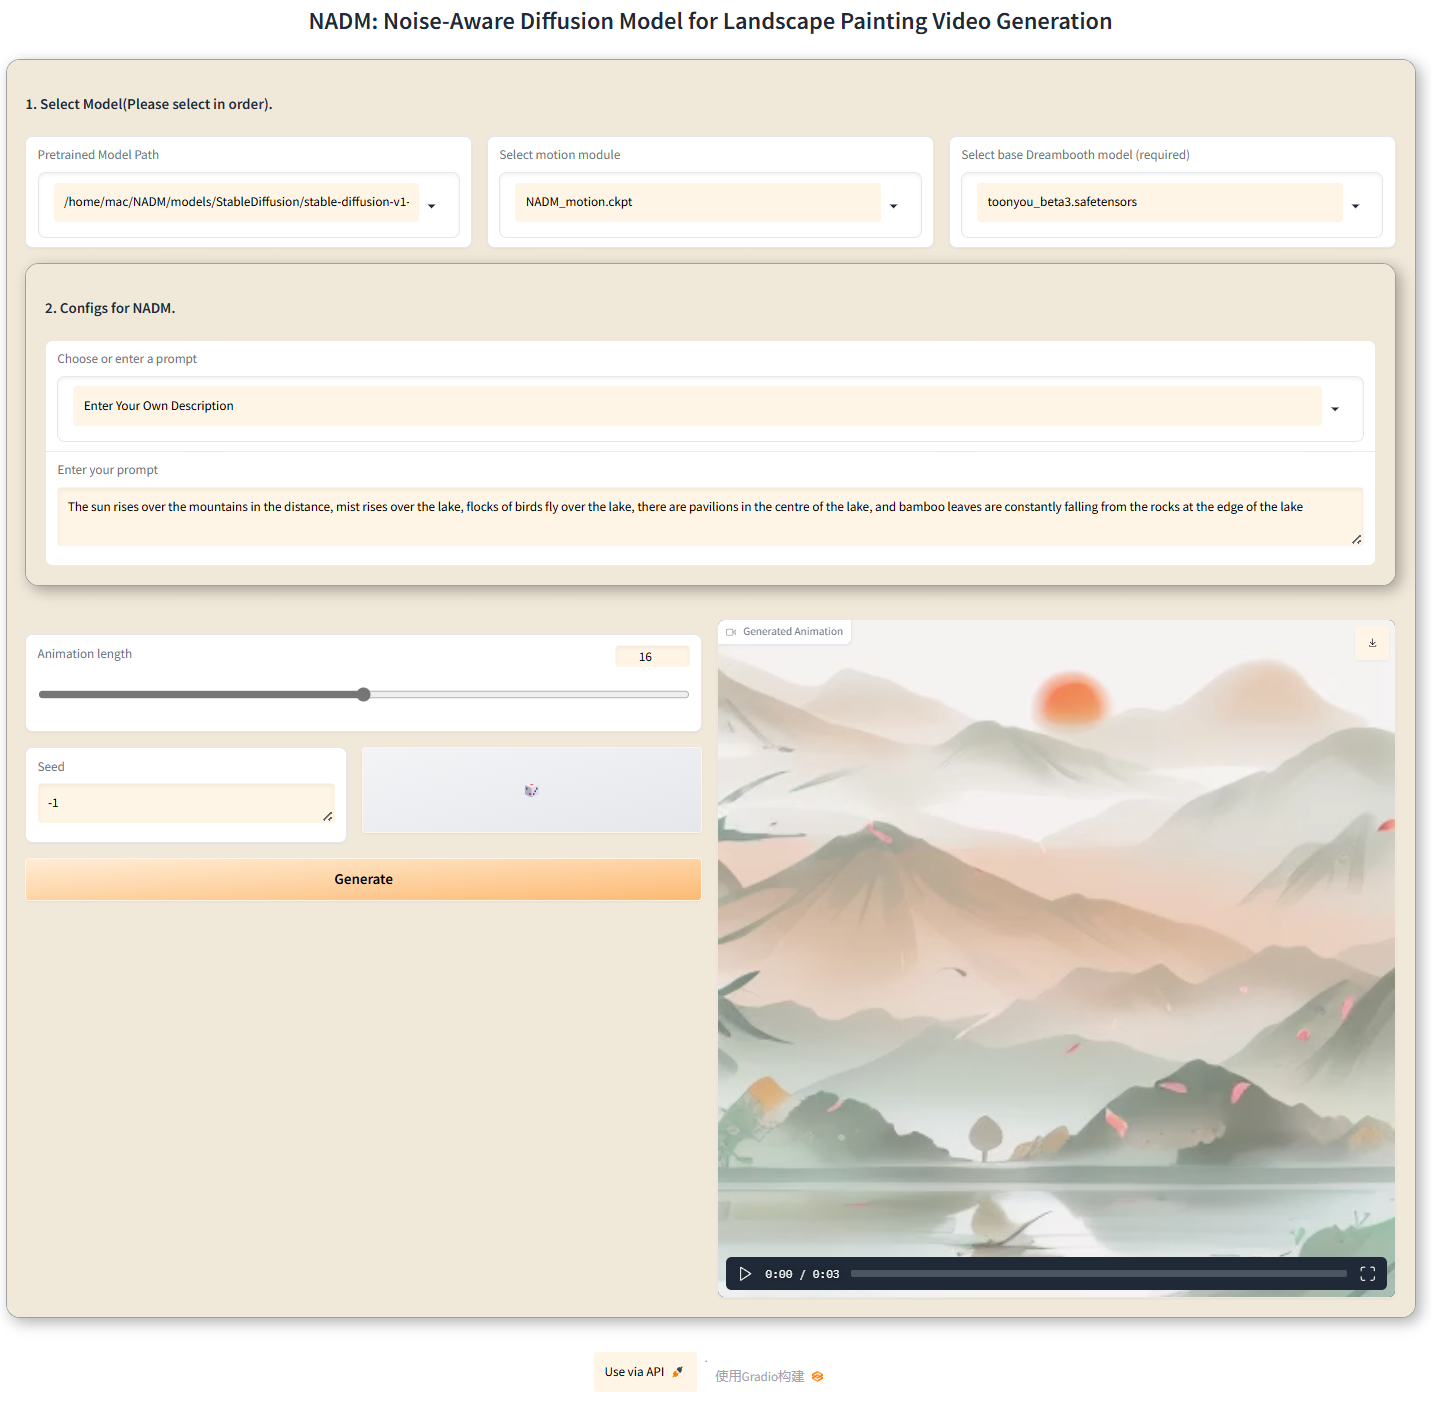 NADM: Noise-Aware Diffusion Model for Landscape Painting Video Generation
1. Select Model(Please select in order).
Pretrained Model Path
/home/mac/NADM/models/StableDiffusion/stable-diffusion-v1-
Select motion module
NADM_motion.ckpt
Select base Dreambooth model (required)
toonyou_beta3.safetensors
2. Configs for NADM.
Choose or enter a prompt
Enter Your Own Description
Enter your prompt
The sun rises over the mountains in the distance, mist rises over the lake, flocks of birds fly over the lake, there are pavilions in the centre of the lake, and bamboo leaves are constantly falling from the rocks at the edge of the lake
Animation length
16
Seed
-1
Generate
Generated Animation
0:00 / 0:03
Use via API
·
使用Gradio构建